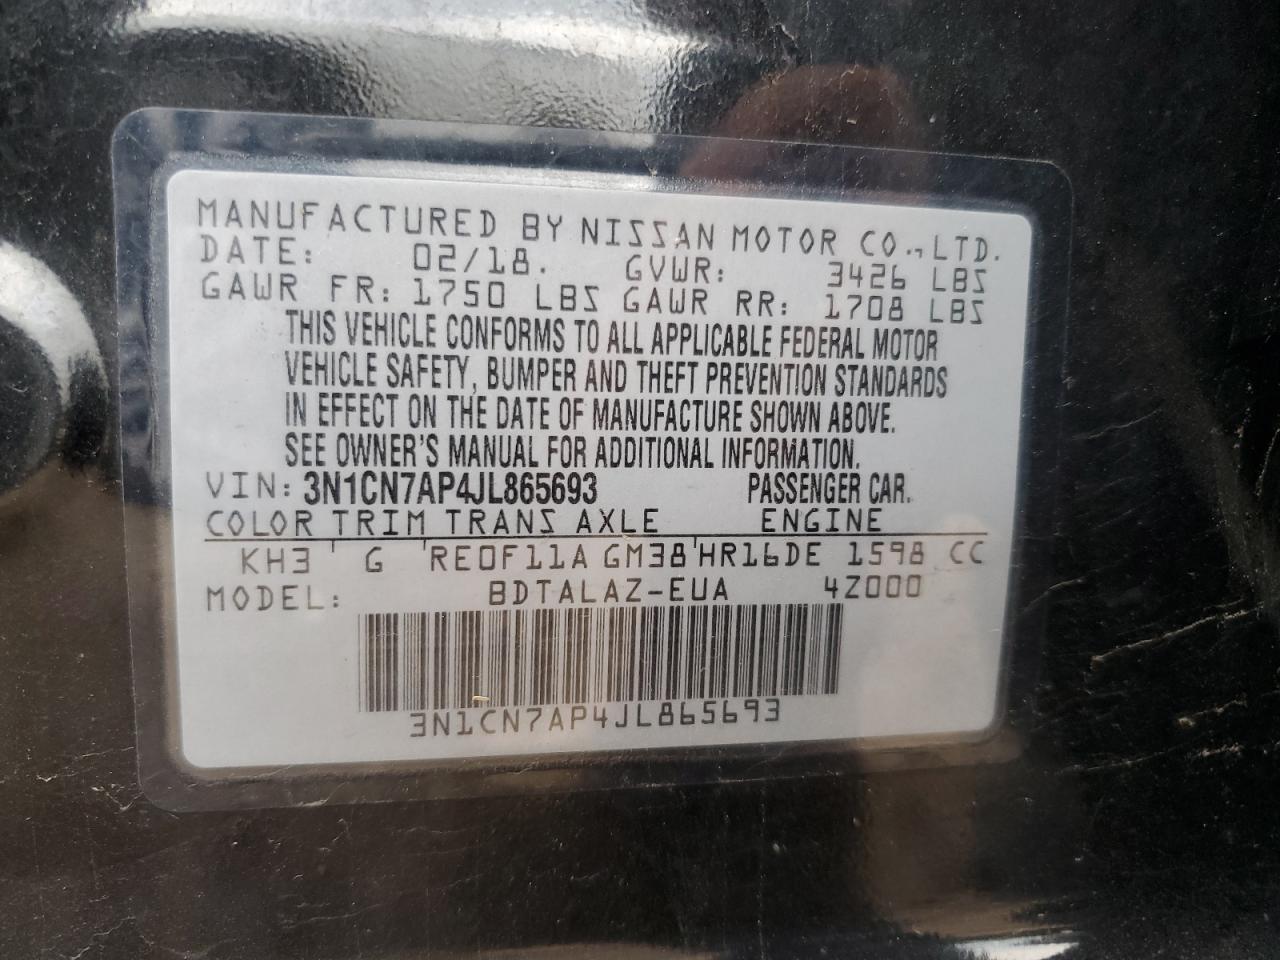 MANUFACTURED BY NISSAN MOTOR CO., LTD.
DATE: 02/18. GVWR: 3426 LBS
GAWR FR: 1750 LBS GAWR RR: 1708 LBS
THIS VEHICLE CONFORMS TO ALL APPLICABLE FEDERAL MOTOR
VEHICLE SAFETY, BUMPER AND THEFT PREVENTION STANDARDS
IN EFFECT ON THE DATE OF MANUFACTURE SHOWN ABOVE.
SEE OWNER'S MANUAL FOR ADDITIONAL INFORMATION.
VIN: 3N1CN7AP4JL865693 PASSENGER CAR.
COLOR TRIM TRANS AXLE ENGINE
KH3 G RE0F11A GM38 HR16DE 1598 CC
MODEL: BDTALAZ-EUA 4Z000
3N1CN7AP4JL865693